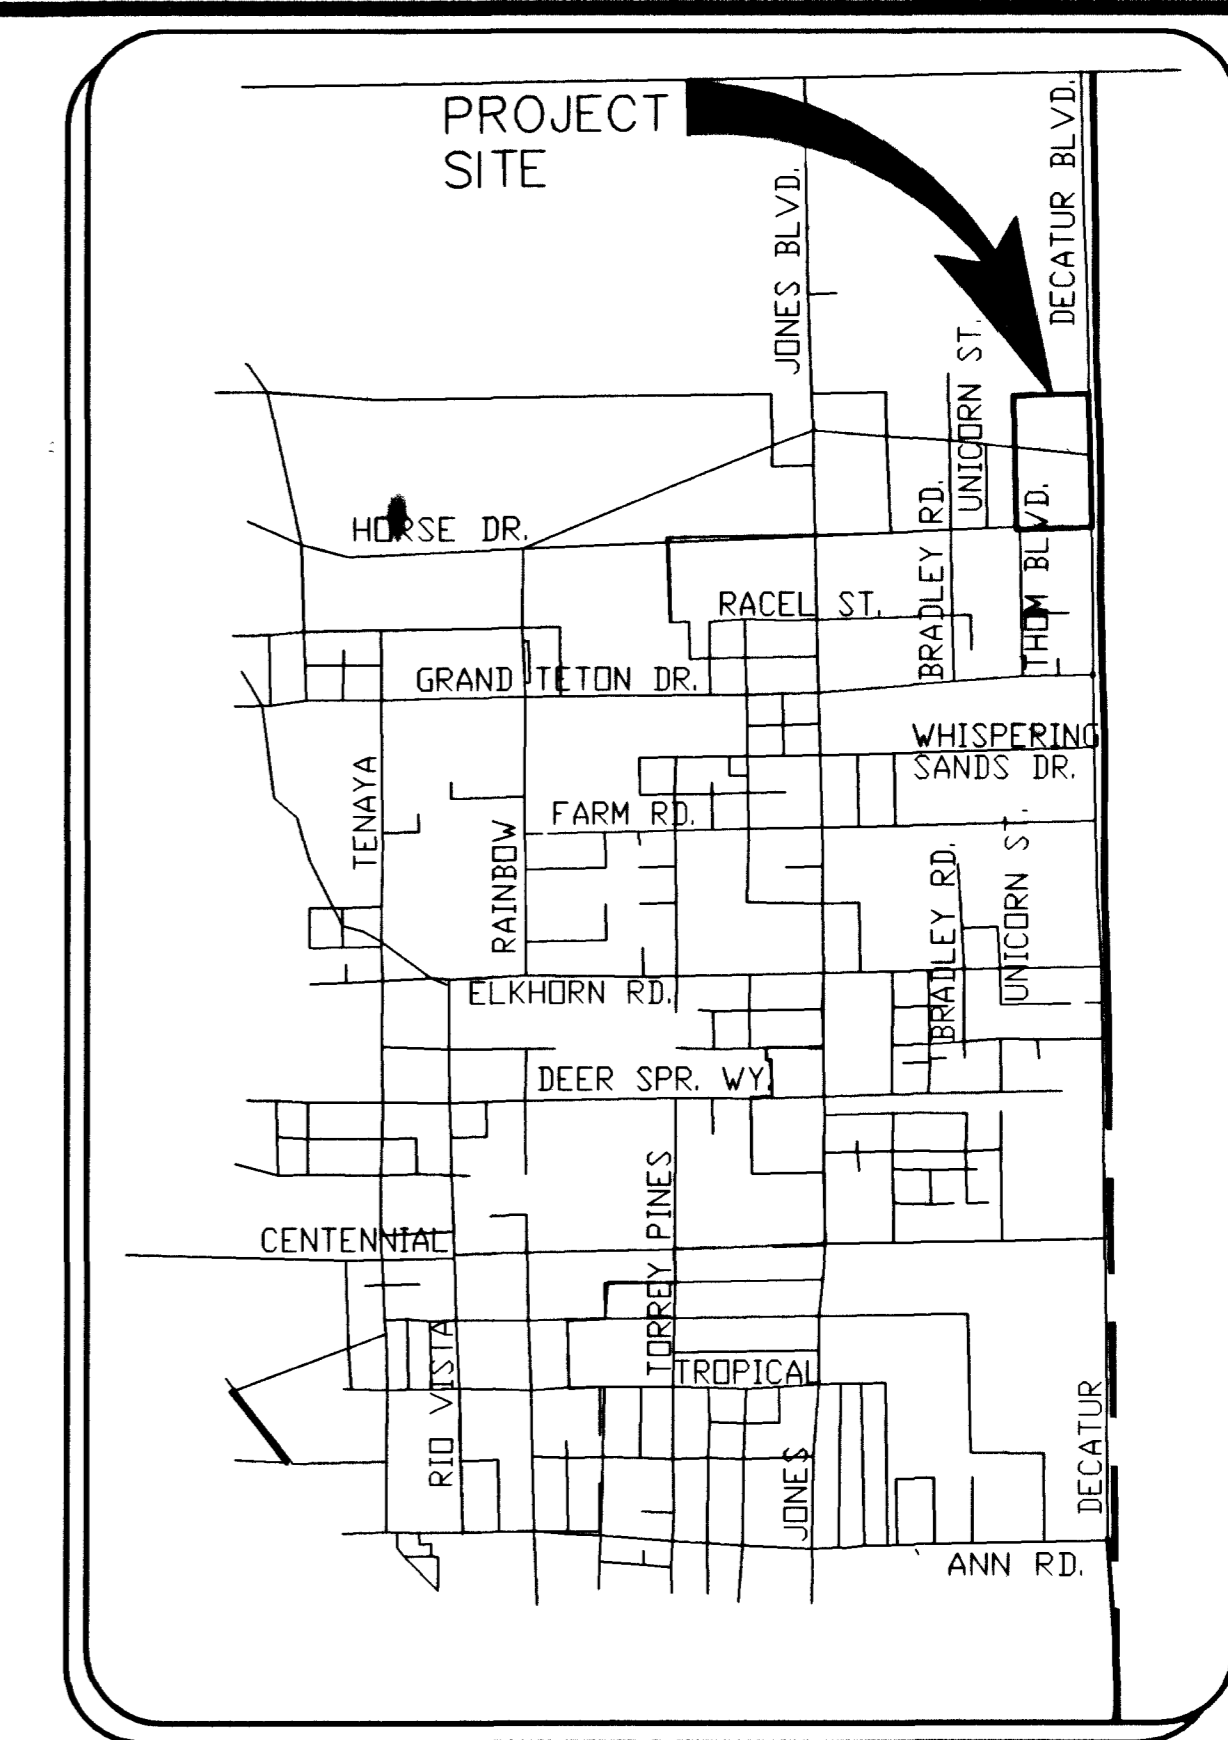 PROJECT
SITE
JONES BLVD.
DECATUR BLVD.
UNICORN ST.
HORSE DR.
BRADLEY RD.
THOM BLVD.
RACEL ST.
GRAND TETON DR.
WHISPERING
SANDS DR.
TENAYA
FARM RD.
RAINBOW
BRADLEY RD.
UNICORN ST.
ELKHORN RD.
DEER SPR. WY.
TORREY PINES
CENTENNIAL
RIO VISTA
TROPICAL
JONES
DECATUR
ANN RD.